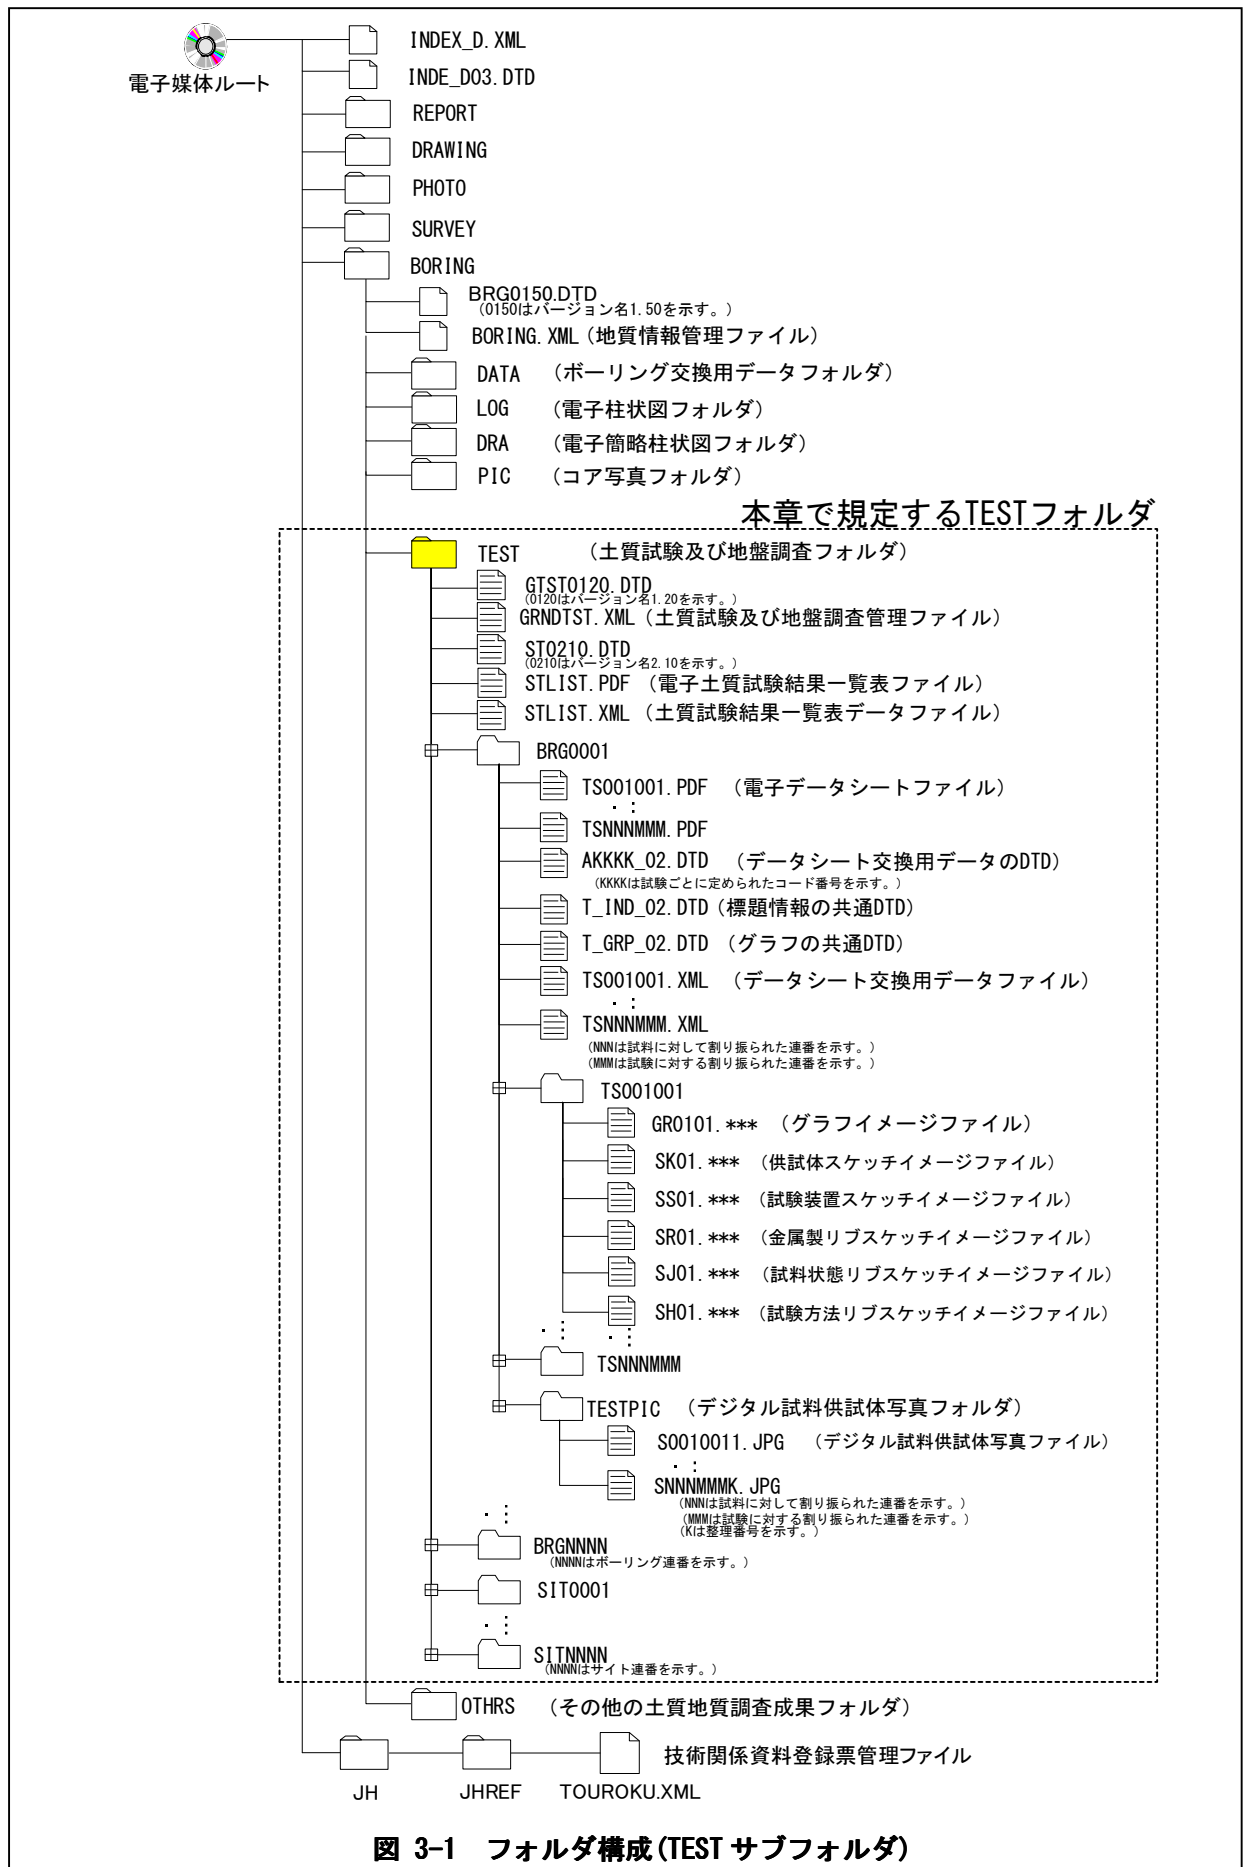 INDEX_D.XML
電子媒体ルート
INDE_D03.DTD
REPORT
DRAWING
PHOTO
SURVEY
BORING
BRG0150.DTD
(0150はバージョン名1.50を示す。)
BORING.XML(地質情報管理ファイル)
DATA (ボーリング交換用データフォルダ)
LOG (電子柱状図フォルダ)
DRA (電子簡略柱状図フォルダ)
PIC (コア写真フォルダ)
本章で規定するTESTフォルダ
TEST (土質試験及び地盤調査フォルダ)
GTST0120.DTD
(0120はバージョン名1.20を示す。)
GRNDTST.XML(土質試験及び地盤調査管理ファイル)
ST0210.DTD
(0210はバージョン名2.10を示す。)
STLIST.PDF (電子土質試験結果一覧表ファイル)
STLIST.XML (土質試験結果一覧表データファイル)
BRG0001
TS001001.PDF (電子データシートファイル)
TSNNNMMM.PDF
AKKKK_02.DTD (データシート交換用データのDTD)
(KKKKは試験ごとに定められたコード番号を示す。)
T_IND_02.DTD(標題情報の共通DTD)
T_GRP_02.DTD (グラフの共通DTD)
TS001001.XML (データシート交換用データファイル)
TSNNNMMM.XML
(NNNは試料に対して割り振られた連番を示す。)
(MMMは試験に対する割り振られた連番を示す。)
TS001001
GR0101.*** (グラフイメージファイル)
SK01.*** (供試体スケッチイメージファイル)
SS01.*** (試験装置スケッチイメージファイル)
SR01.*** (金属製リブスケッチイメージファイル)
SJ01.*** (試料状態リブスケッチイメージファイル)
SH01.*** (試験方法リブスケッチイメージファイル)
TSNNNMMM
TESTPIC (デジタル試料供試体写真フォルダ)
S0010011.JPG (デジタル試料供試体写真ファイル)
SNNNMMMK.JPG
(NNNは試料に対して割り振られた連番を示す。)
(MMMは試験に対する割り振られた連番を示す。)
(Kは整理番号を示す。)
BRGNNNN
(NNNNはボーリング連番を示す。)
SIT0001
SITNNNN
(NNNNはサイト連番を示す。)
OTHRS (その他の土質地質調査成果フォルダ)
技術関係資料登録票管理ファイル
JH JHREF TOUROKU.XML
図 3-1 フォルダ構成(TEST サブフォルダ)